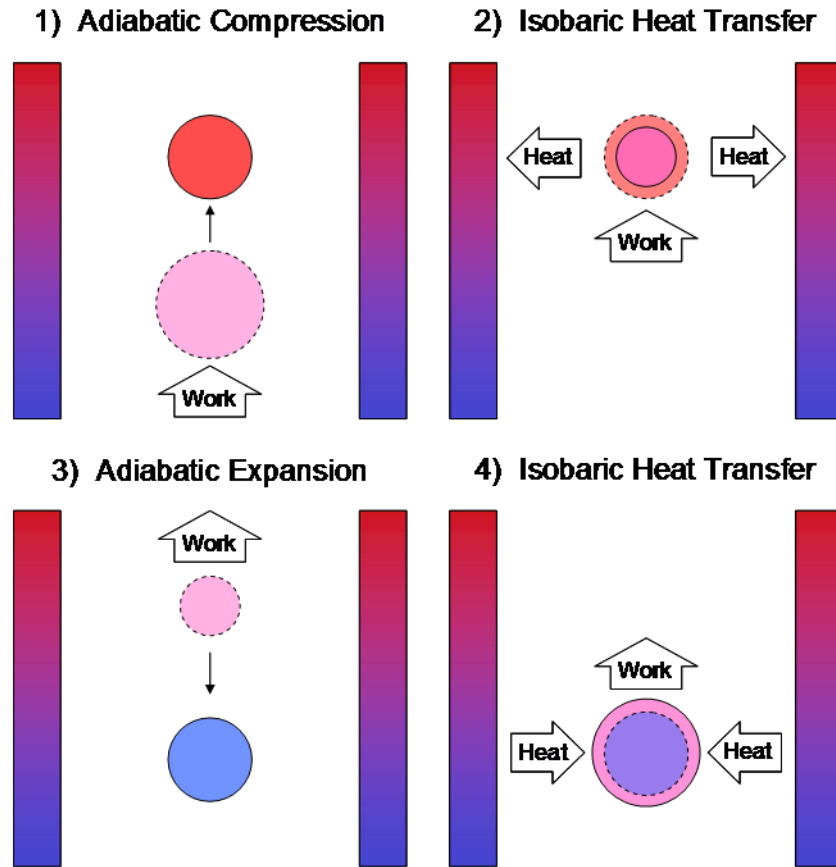 1) Adiabatic Compression
Work
2) Isobaric Heat Transfer
Heat
Heat
Work
3) Adiabatic Expansion
Work
4) Isobaric Heat Transfer
Work
Heat
Heat